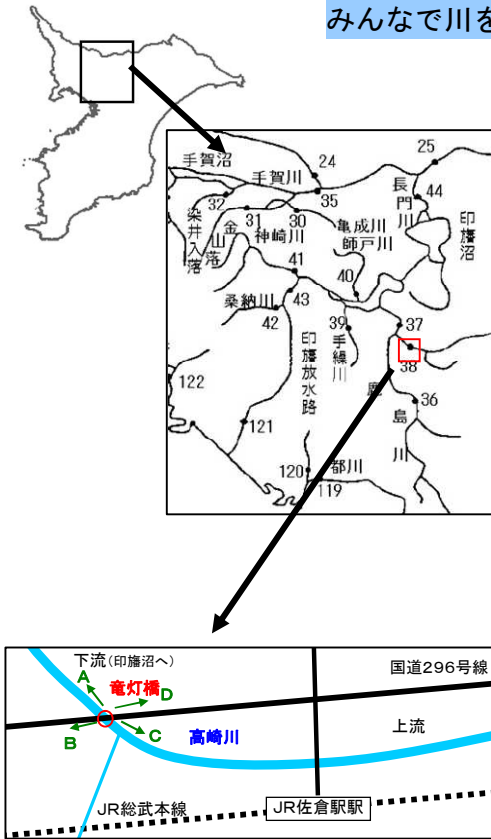 みんなで川を
手賀沼
手賀川
24
25
32
31
30
35
長門川
44
印旛沼
染井入落
金山落
神崎川
亀成川
師戸川
41
40
桑納川
43
42
39
手繰川
37
38
印旛放水路
鹿島川
36
122
121
120
都川
119
下流(印旛沼へ)
A
竜灯橋
D
国道296号線
B
C
高崎川
上流
JR総武本線
JR佐倉駅駅